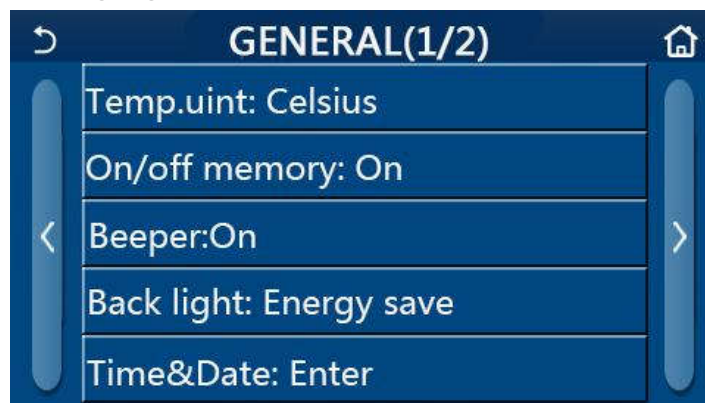 GENERAL(1/2)
Temp.uint: Celsius
On/off memory: On
Beeper:On
Back light: Energy save
Time&Date: Enter